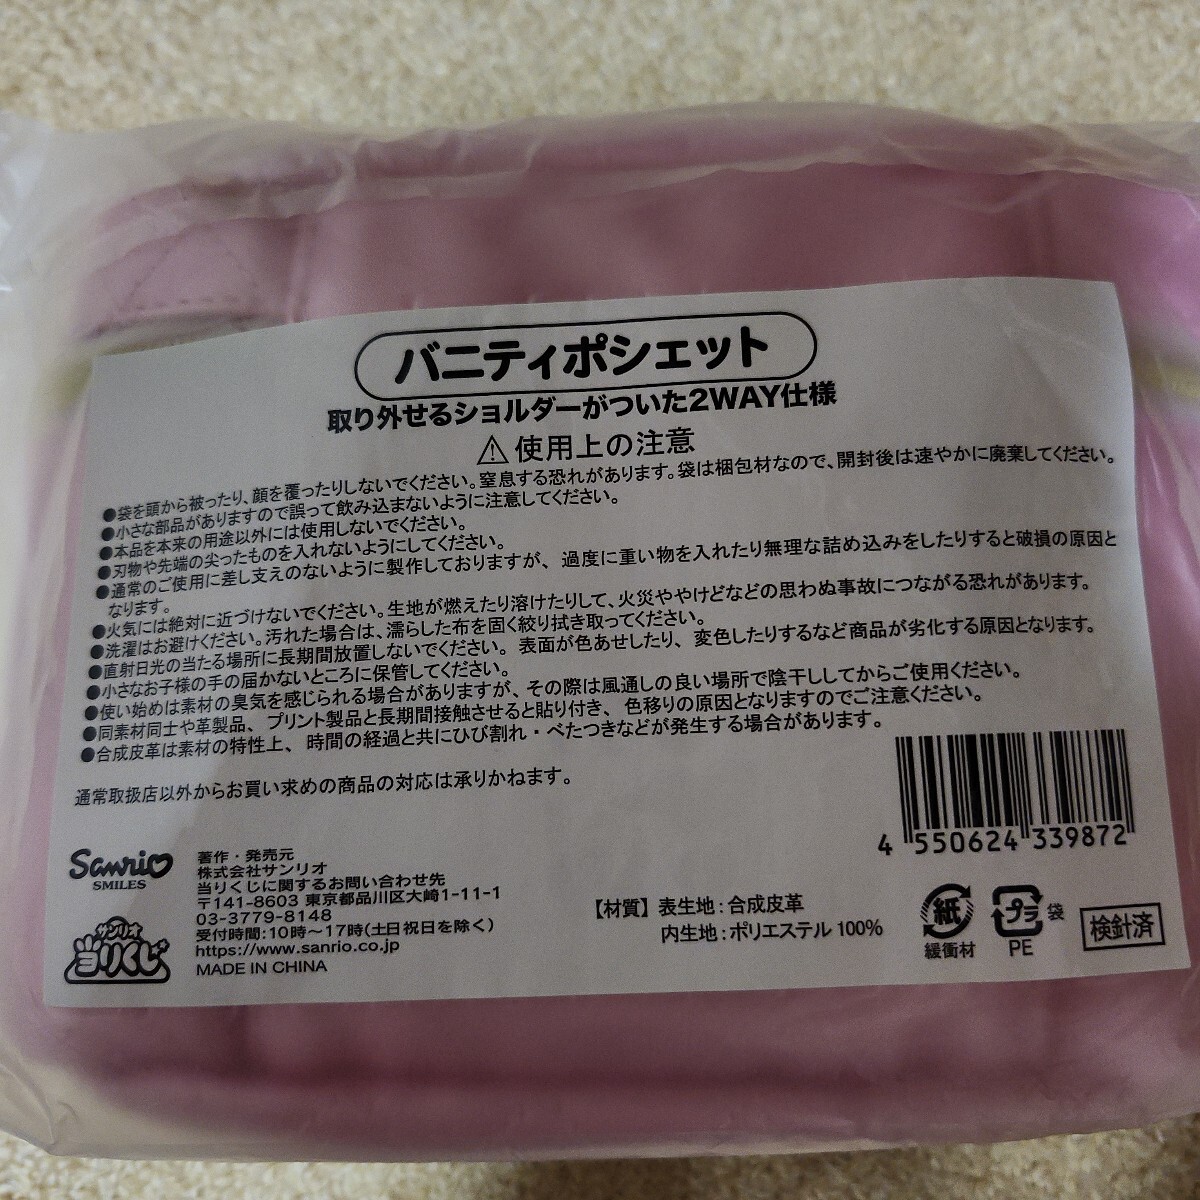 バニティポシェット
取り外せるショルダーがついた2WAY仕様
⚠使用上の注意
●袋を頭から被ったり、顔を覆ったりしないでください。窒息する恐れがあります。袋は梱包材なので、開封後は速やかに廃棄してください。
●小さな部品がありますので誤って飲み込まないように注意してください。
●本品を本来の用途以外には使用しないでください。
●刃物や先端の尖ったものを入れないようにしてください。
●通常のご使用に差し支えのないように製作しておりますが、過度に重い物を入れたり無理な詰め込みをしたりすると破損の原因と
なります。
●火気には絶対に近づけないでください。生地が燃えたり溶けたりして、火災ややけどなどの思わぬ事故につながる恐れがあります。
●洗濯はお避けください。汚れた場合は、濡らした布を固く絞り拭き取ってください。
●直射日光の当たる場所に長期間放置しないでください。表面が色あせしたり、変色したりするなど商品が劣化する原因となります。
●小さなお子様の手の届かないところに保管してください。
●使い始めは素材の臭気を感じられる場合がありますが、その際は風通しの良い場所で陰干ししてからご使用ください。
●同素材同士や革製品、プリント製品と長期間接触させると貼り付き、色移りの原因となりますのでご注意ください。
●合成皮革は素材の特性上、時間の経過と共にひび割れ・べたつきなどが発生する場合があります。
通常取扱店以外からお買い求めの商品の対応は承りかねます。
4 550624 339872
Sanrio
SMILES
サンリオ
当りくじ
著作・発売元
株式会社サンリオ
当りくじに関するお問い合わせ先
〒141-8603 東京都品川区大崎1-11-1
03-3779-8148
受付時間:10時～17時(土日祝日を除く)
https://www.sanrio.co.jp
MADE IN CHINA
【材質】表生地:合成皮革
内生地:ポリエステル 100%
紙
緩衝材
プラ 袋
PE
検針済